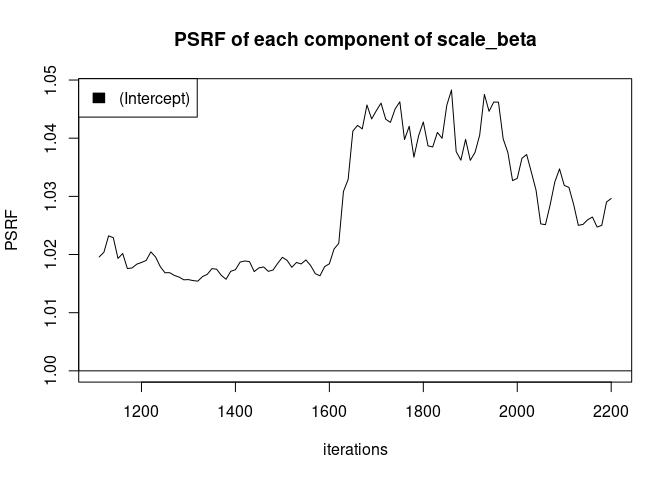 PSRF of each component of scale_beta
(Intercept)
PSRF
1.05
1.04
1.03
1.02
1.01
1.00
1200 1400 1600 1800 2000 2200
iterations